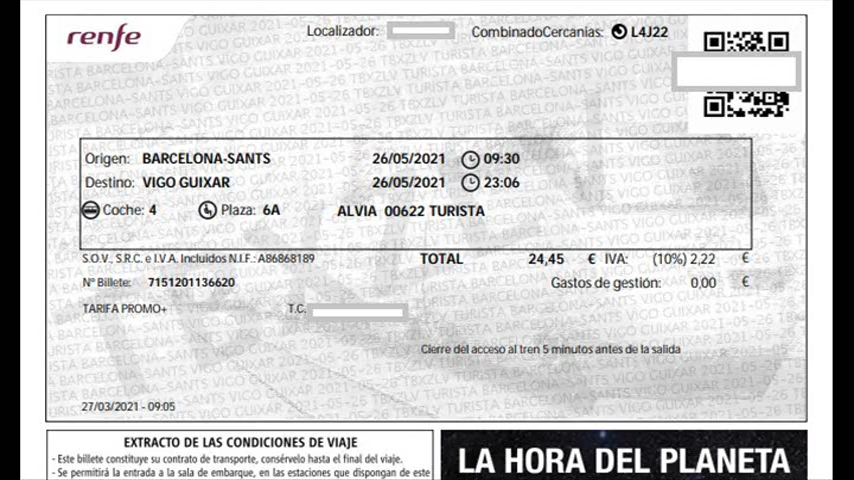 renfe
Localizador:
CombinadoCercanías: L4J22
Origen: BARCELONA-SANTS 26/05/2021 09:30
Destino: VIGO GUIXAR 26/05/2021 23:06
Coche: 4 Plaza: 6A ALVIA 00622 TURISTA
S.O.V., S.R.C. e I.V.A. Incluidos N.I.F.: A86868189 TOTAL 24,45 € IVA: (10%) 2,22 €
Nº Billete: 7151201136620 Gastos de gestión: 0,00 €
TARIFA PROMO+ T.C.
Cierre del acceso al tren 5 minutos antes de la salida
27/03/2021 - 09:05
EXTRACTO DE LAS CONDICIONES DE VIAJE
- Este billete constituye su contrato de transporte, consérvelo hasta el final del viaje.
- Se permitirá la entrada a la sala de embarque, en las estaciones que dispongan de este
LA HORA DEL PLANETA